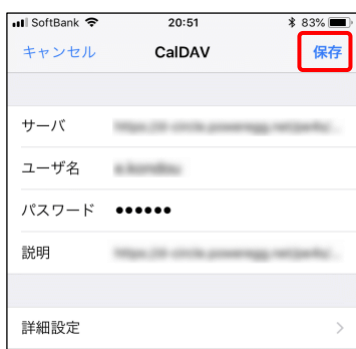 SoftBank 20:51 83%
キャンセル CalDAV 保存
サーバ
ユーザ名
パスワード ●●●●●●
説明
詳細設定 >